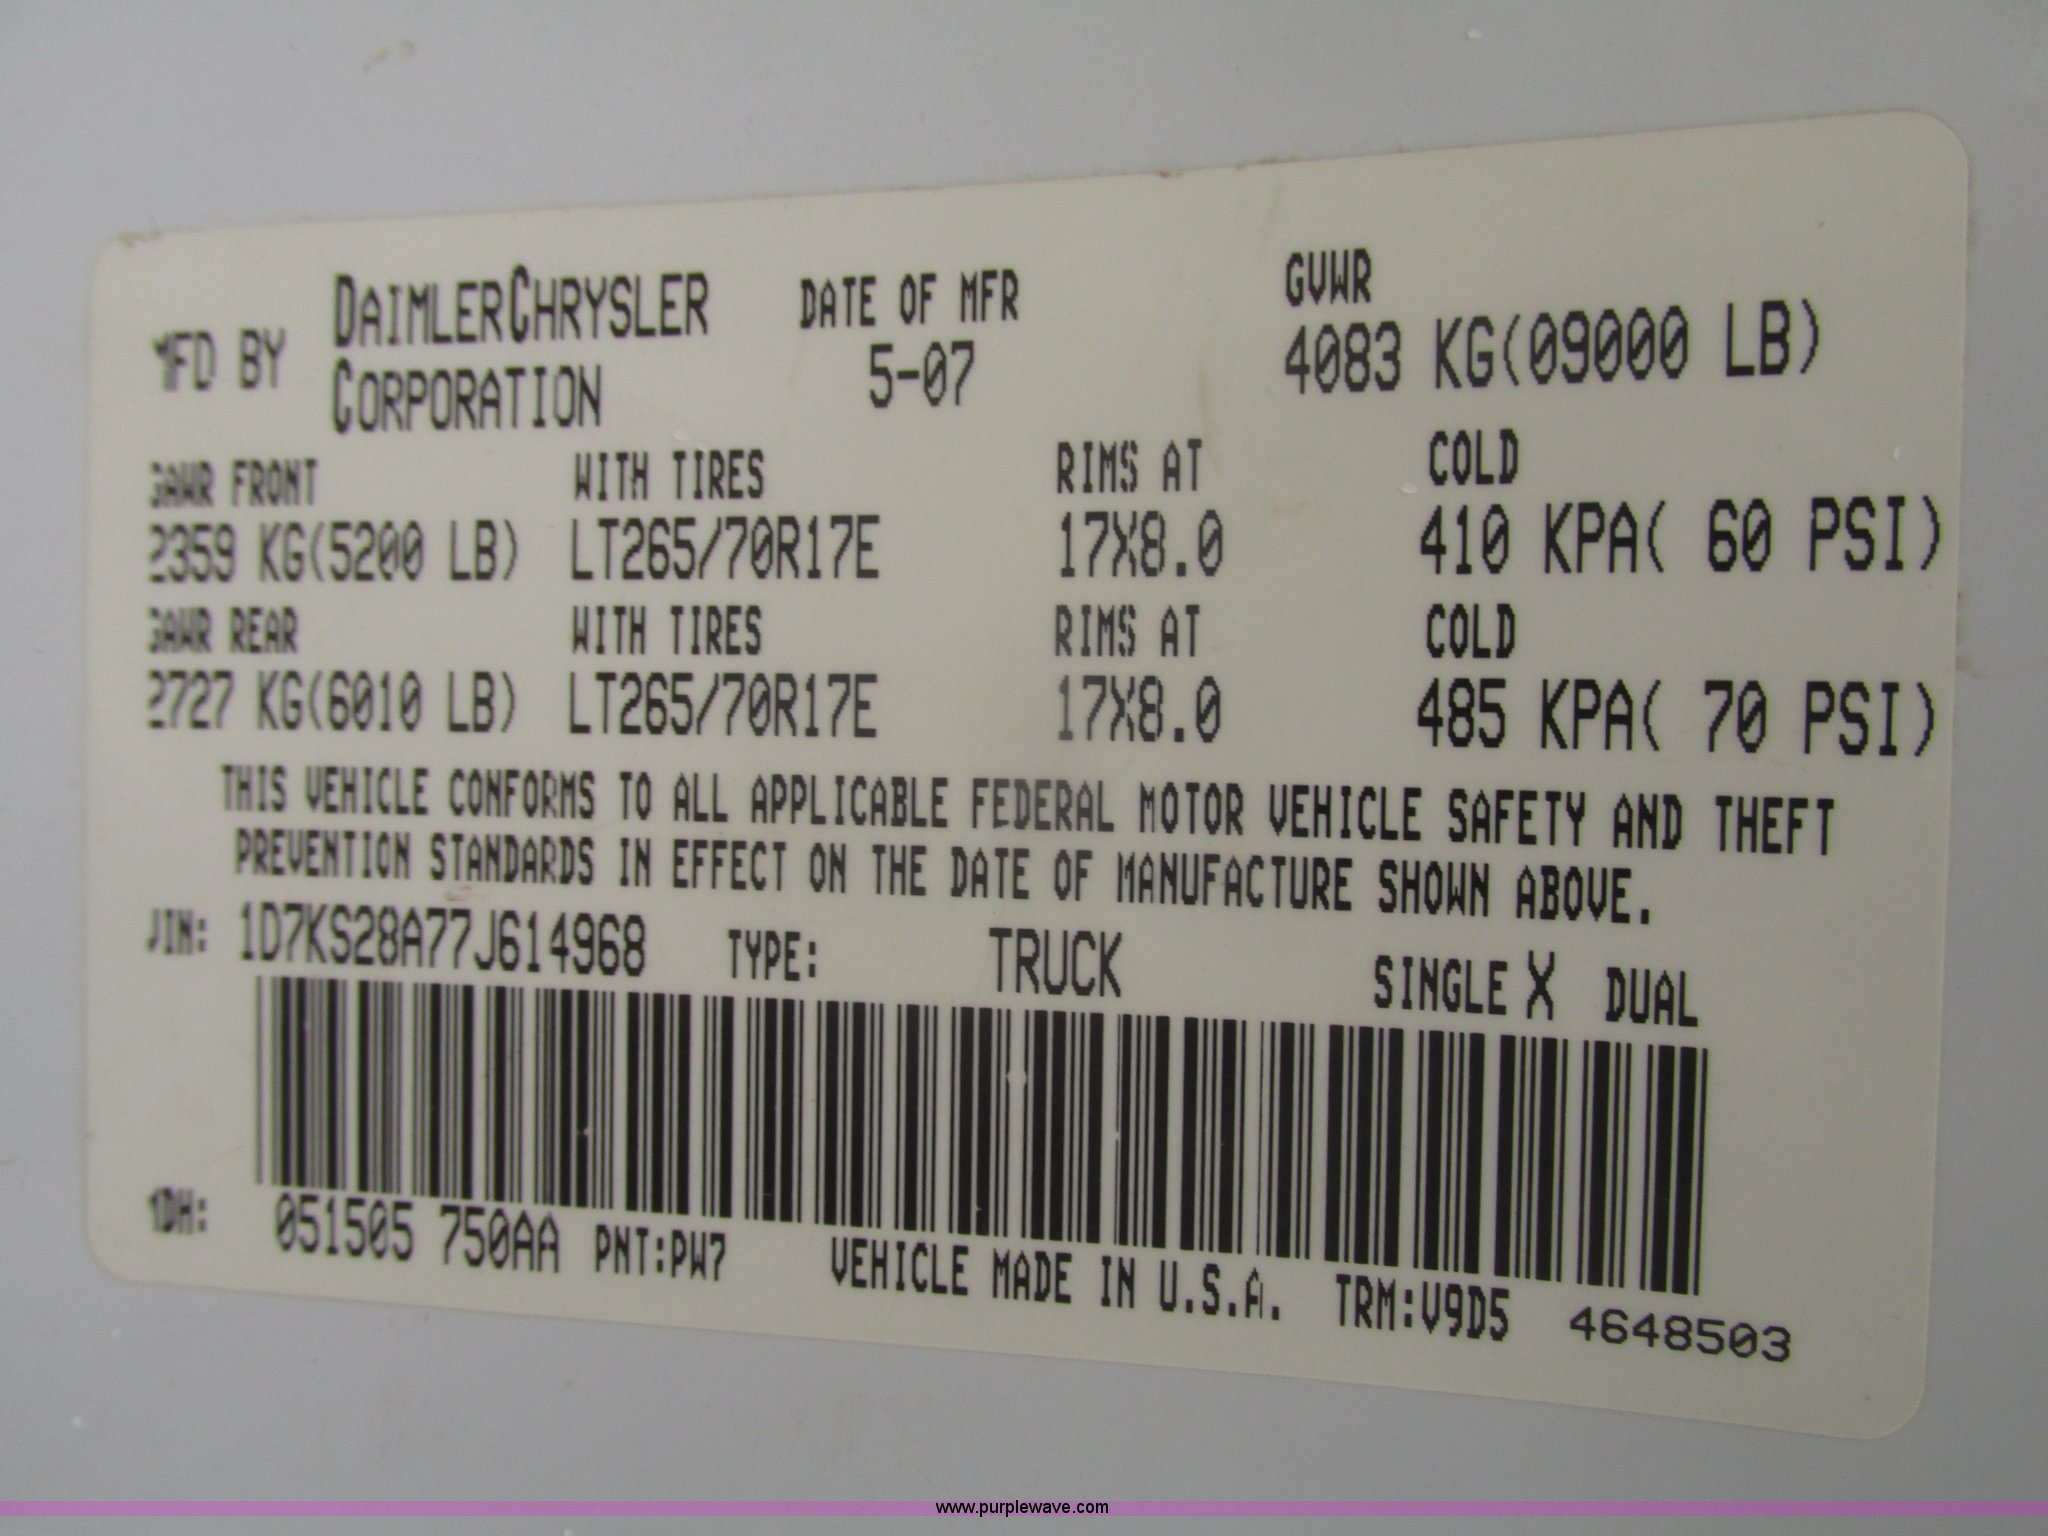 MFD BY DAIMLERCHRYSLER CORPORATION DATE OF MFR 5-07 GVWR 4083 KG(09000 LB)
GAWR FRONT WITH TIRES RIMS AT COLD
2359 KG(5200 LB) LT265/70R17E 17X8.0 410 KPA( 60 PSI)
GAWR REAR WITH TIRES RIMS AT COLD
2727 KG(6010 LB) LT265/70R17E 17X8.0 485 KPA( 70 PSI)
THIS VEHICLE CONFORMS TO ALL APPLICABLE FEDERAL MOTOR VEHICLE SAFETY AND THEFT
PREVENTION STANDARDS IN EFFECT ON THE DATE OF MANUFACTURE SHOWN ABOVE.
VIN: 1D7KS28A77J614968 TYPE: TRUCK SINGLE X DUAL
MDH: 051505 750AA PNT:PW7 VEHICLE MADE IN U.S.A. TRM:V9D5 4648503
www.purplewave.com